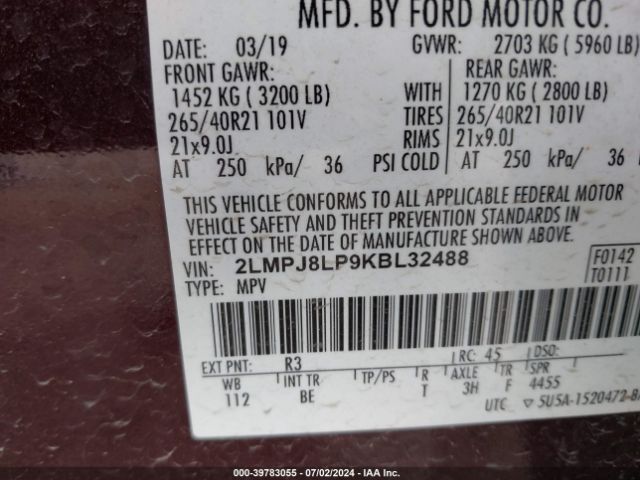 MFD. BY FORD MOTOR CO.
DATE: 03/19 GVWR: 2703 KG ( 5960 LB)
FRONT GAWR: REAR GAWR:
1452 KG ( 3200 LB) WITH 1270 KG ( 2800 LB)
265/40R21 101V TIRES 265/40R21 101V
21x9.0J RIMS 21x9.0J
AT 250 kPa/ 36 PSI COLD AT 250 kPa/ 36
THIS VEHICLE CONFORMS TO ALL APPLICABLE FEDERAL MOTOR
VEHICLE SAFETY AND THEFT PREVENTION STANDARDS IN
EFFECT ON THE DATE OF MANUFACTURE SHOWN ABOVE.
VIN: 2LMPJ8LP9KBL32488 F0142
TYPE: MPV T0111
EXT PNT: R3 RC: 45 DSO:
WB INT TR TP/PS R AXLE TR SPR
112 BE T 3H F 4455
UTC 5U5A-1520472-8
000-39783055 - 07/02/2024 - IAA Inc.